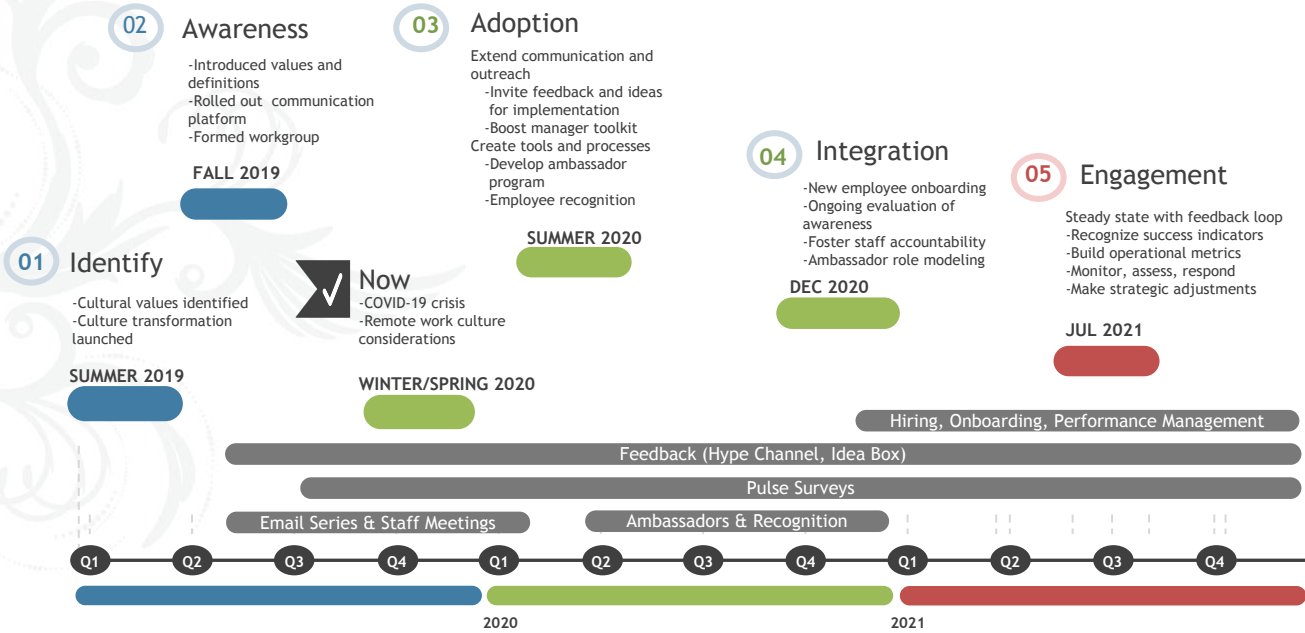 02
Awareness
-Introduced values and
definitions
-Rolled out communication
platform
-Formed workgroup
FALL 2019
03
Adoption
Extend communication and
outreach
-Invite feedback and ideas
for implementation
-Boost manager toolkit
Create tools and processes
-Develop ambassador
program
-Employee recognition
SUMMER 2020
04
Integration
-New employee onboarding
-Ongoing evaluation of
awareness
-Foster staff accountability
-Ambassador role modeling
DEC 2020
05
Engagement
Steady state with feedback loop
-Recognize success indicators
-Build operational metrics
-Monitor, assess, respond
-Make strategic adjustments
JUL 2021
01
Identify
-Cultural values identified
-Culture transformation
launched
SUMMER 2019
Now
-COVID-19 crisis
-Remote work culture
considerations
WINTER/SPRING 2020
Hiring, Onboarding, Performance Management
Feedback (Hype Channel, Idea Box)
Pulse Surveys
Email Series & Staff Meetings
Ambassadors & Recognition
Q1 Q2 Q3 Q4 Q1 Q2 Q3 Q4 Q1 Q2 Q3 Q4
2020
2021